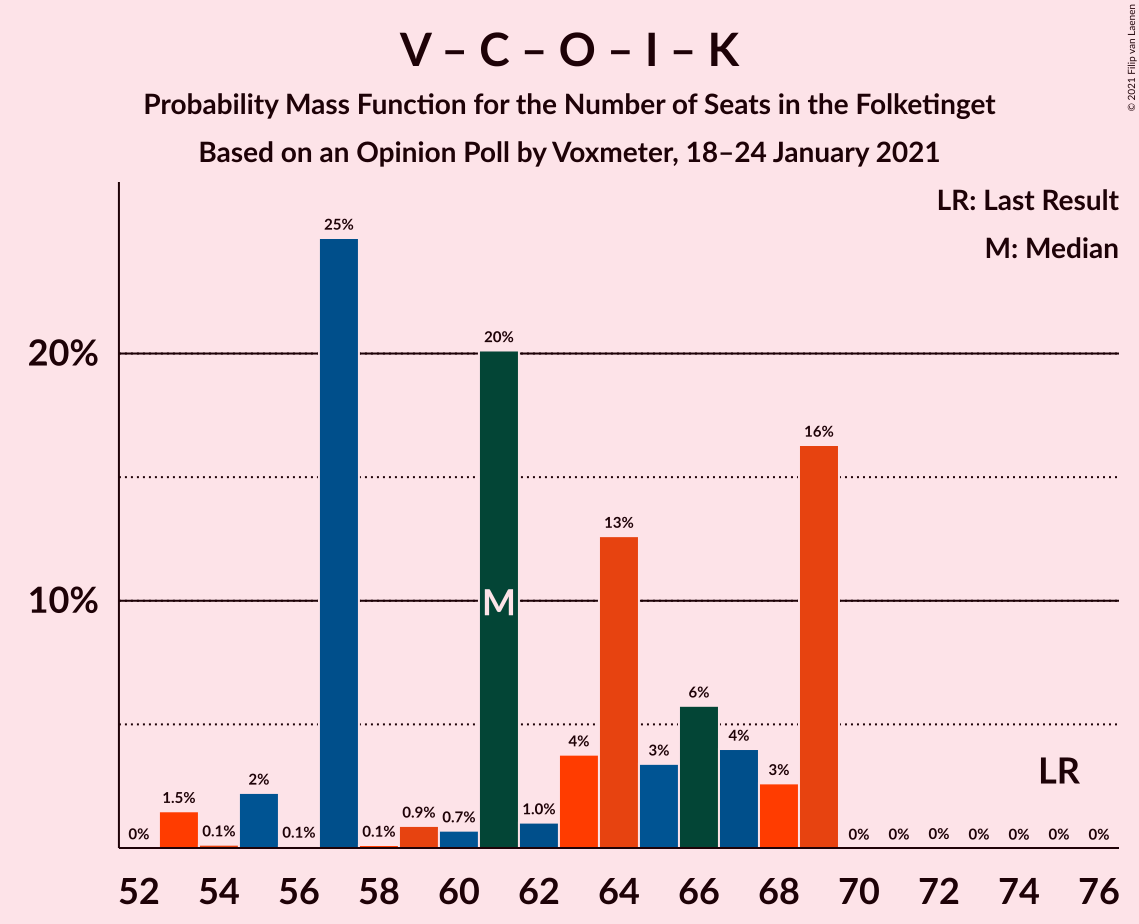 V – C – O – I – K
Probability Mass Function for the Number of Seats in the Folketinget
Based on an Opinion Poll by Voxmeter, 18–24 January 2021
© 2021 Filip van Laenen
LR: Last Result
M: Median
25%
20%
20%
16%
13%
10%
M
6%
4%
4%
3%
3%
LR
2%
1.5%
1.0%
0.9%
0.7%
0% 0.1% 0.1% 0.1% 0% 0% 0% 0% 0% 0% 0%
52 54 56 58 60 62 64 66 68 70 72 74 76